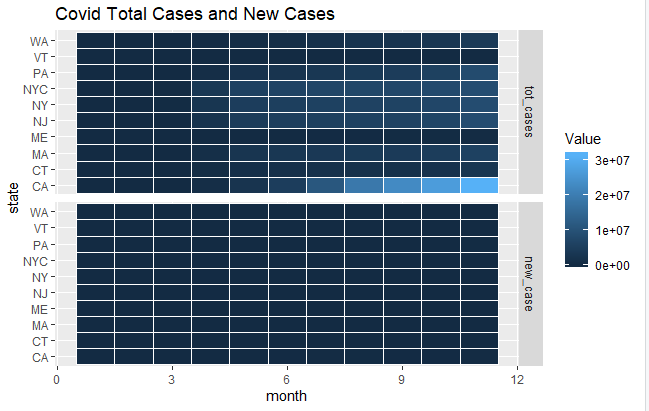 Covid Total Cases and New Cases
WA
VT
PA
NYC
NY
NJ
ME
MA
CT
CA
tot_cases
WA
VT
PA
NYC
NY
NJ
ME
MA
CT
CA
new_case
state
0
3
6
9
12
month
Value
3e+07
2e+07
1e+07
0e+00